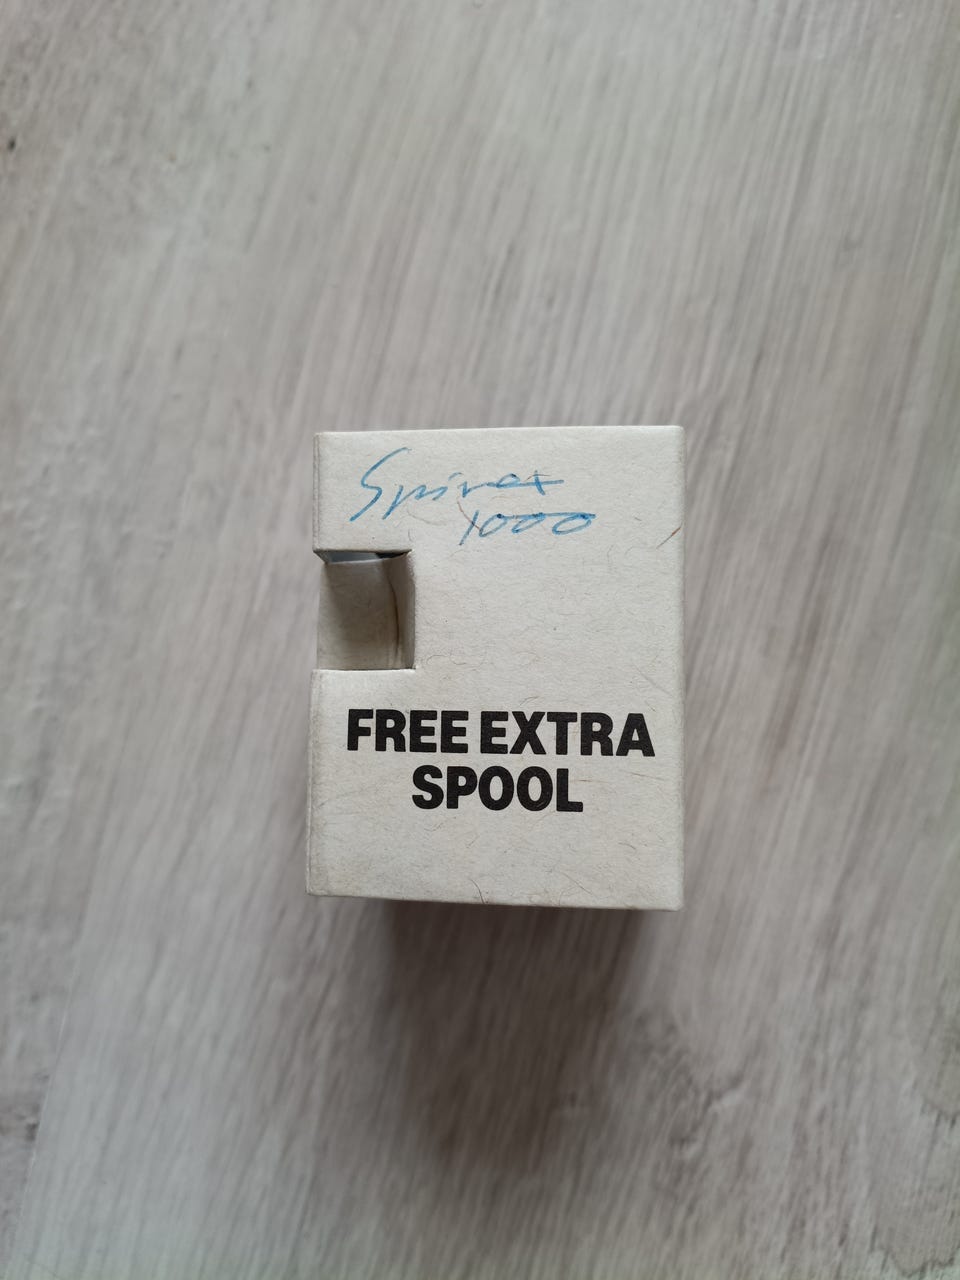 Spirex
1000
FREE EXTRA
SPOOL